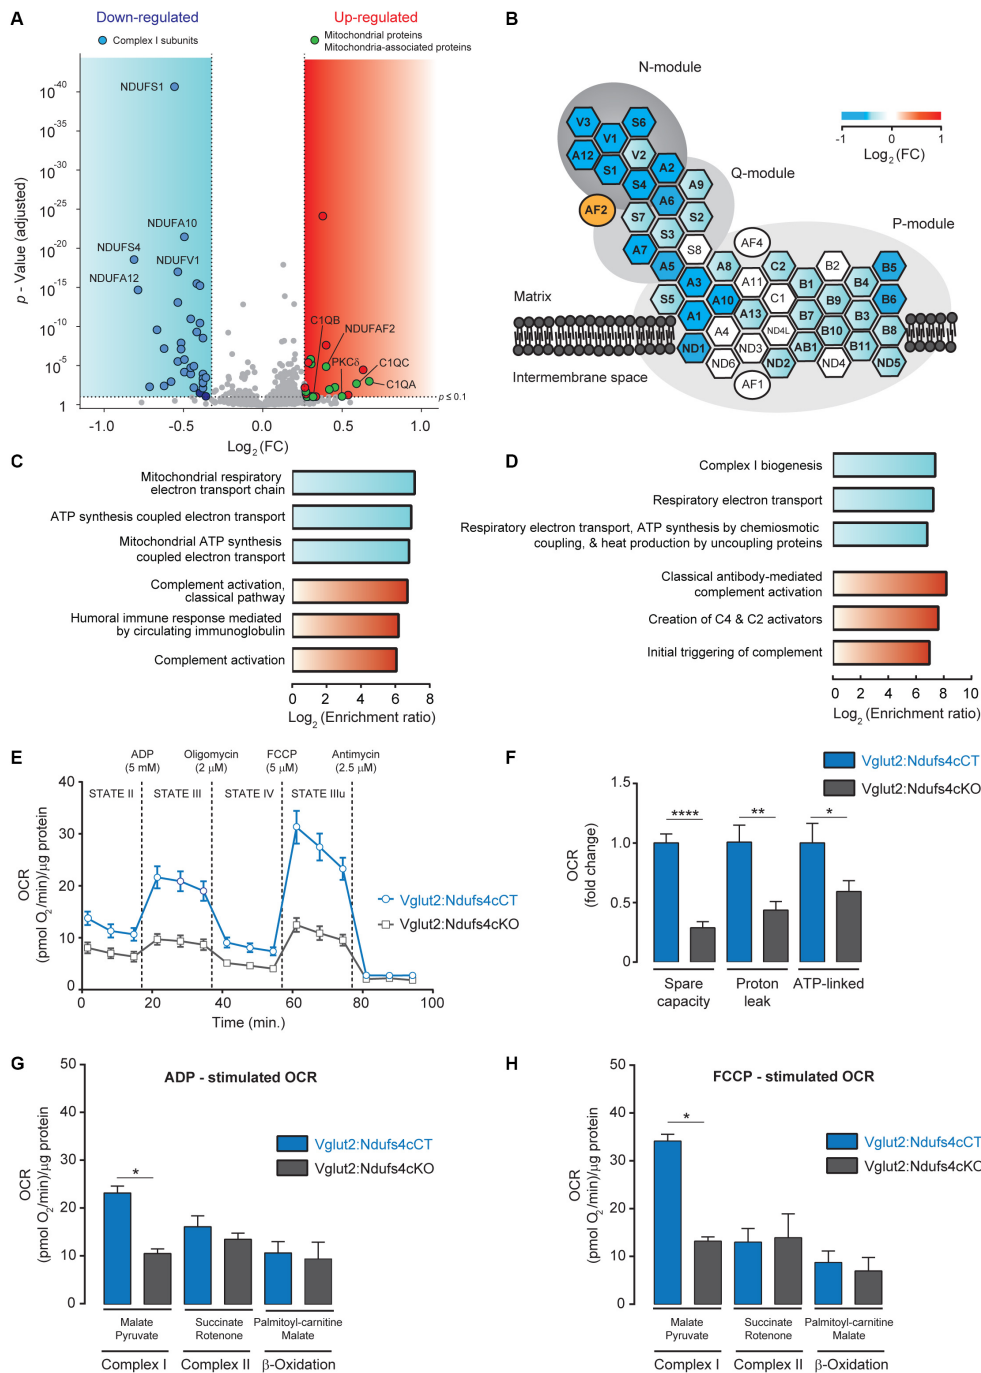 A
Down-regulated
Up-regulated
Complex I subunits
Mitochondrial proteins
Mitochondria-associated proteins
p - Value (adjusted)
10-40
10-35
10-30
10-25
10-20
10-15
10-10
10-5
1
NDUFS1
NDUFA10
NDUFS4
NDUFV1
NDUFA12
C1QB
NDUFAF2
PKCδ
C1QC
C1QA
p ≤ 0.1
-1.0
-0.5
0.0
0.5
1.0
Log2 (FC)
B
N-module
Q-module
P-module
-1
1
Log2 (FC)
V3
S6
V1
A12
V2
S1
A2
S4
A9
AF2
A6
S7
S2
S3
AF4
A7
S8
A5
A8
C2
B2
B5
A3
A11
B1
B4
S5
A10
C1
B9
B6
A1
A13
B7
B3
A4
ND4L
B10
B8
ND1
ND3
AB1
B11
ND6
ND2
ND4
ND5
AF1
Matrix
Intermembrane space
C
Mitochondrial respiratory
electron transport chain
ATP synthesis coupled electron transport
Mitochondrial ATP synthesis
coupled electron transport
Complement activation,
classical pathway
Humoral immune response mediated
by circulating immunoglobulin
Complement activation
0 2 4 6 8
Log2 (Enrichment ratio)
D
Complex I biogenesis
Respiratory electron transport
Respiratory electron transport, ATP synthesis by chemiosmotic
coupling, & heat production by uncoupling proteins
Classical antibody-mediated
complement activation
Creation of C4 & C2 activators
Initial triggering of complement
0 2 4 6 8 10
Log2 (Enrichment ratio)
E
ADP
(5 mM)
Oligomycin
(2 μM)
FCCP
(5 μM)
Antimycin
(2.5 μM)
STATE II
STATE III
STATE IV
STATE IIIu
OCR
(pmol O2/min)/μg protein
40
30
20
10
0
Vglut2:Ndufs4cCT
Vglut2:Ndufs4cKO
0 20 40 60 80 100
Time (min.)
F
Vglut2:Ndufs4cCT
Vglut2:Ndufs4cKO
OCR
(fold change)
1.5
1.0
0.5
0
****
**
*
Spare
capacity
Proton
leak
ATP-linked
G
ADP - stimulated OCR
OCR
(pmol O2/min)/μg protein
50
40
30
20
10
0
*
Vglut2:Ndufs4cCT
Vglut2:Ndufs4cKO
Malate
Pyruvate
Succinate
Rotenone
Palmitoyl-carnitine
Malate
Complex I
Complex II
β-Oxidation
H
FCCP - stimulated OCR
OCR
(pmol O2/min)/μg protein
50
40
30
20
10
0
*
Vglut2:Ndufs4cCT
Vglut2:Ndufs4cKO
Malate
Pyruvate
Succinate
Rotenone
Palmitoyl-carnitine
Malate
Complex I
Complex II
β-Oxidation